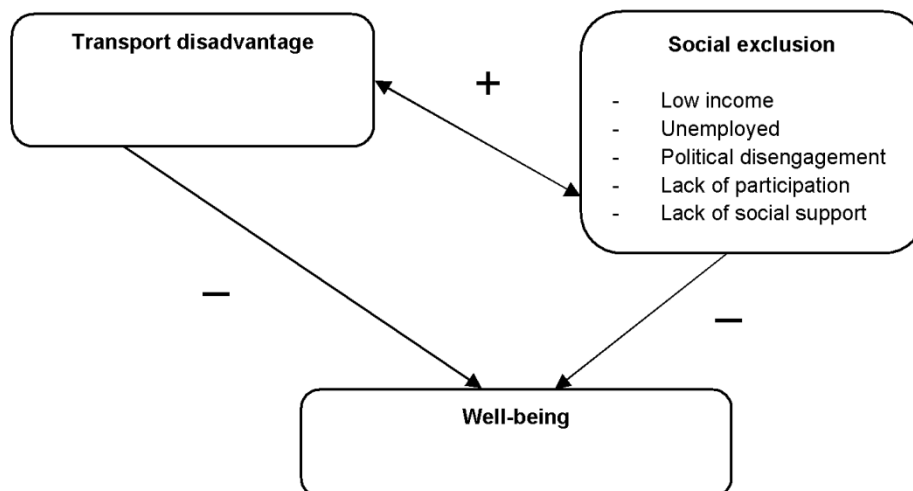 Transport disadvantage
Social exclusion
+
- Low income
- Unemployed
- Political disengagement
- Lack of participation
- Lack of social support
–
–
Well-being